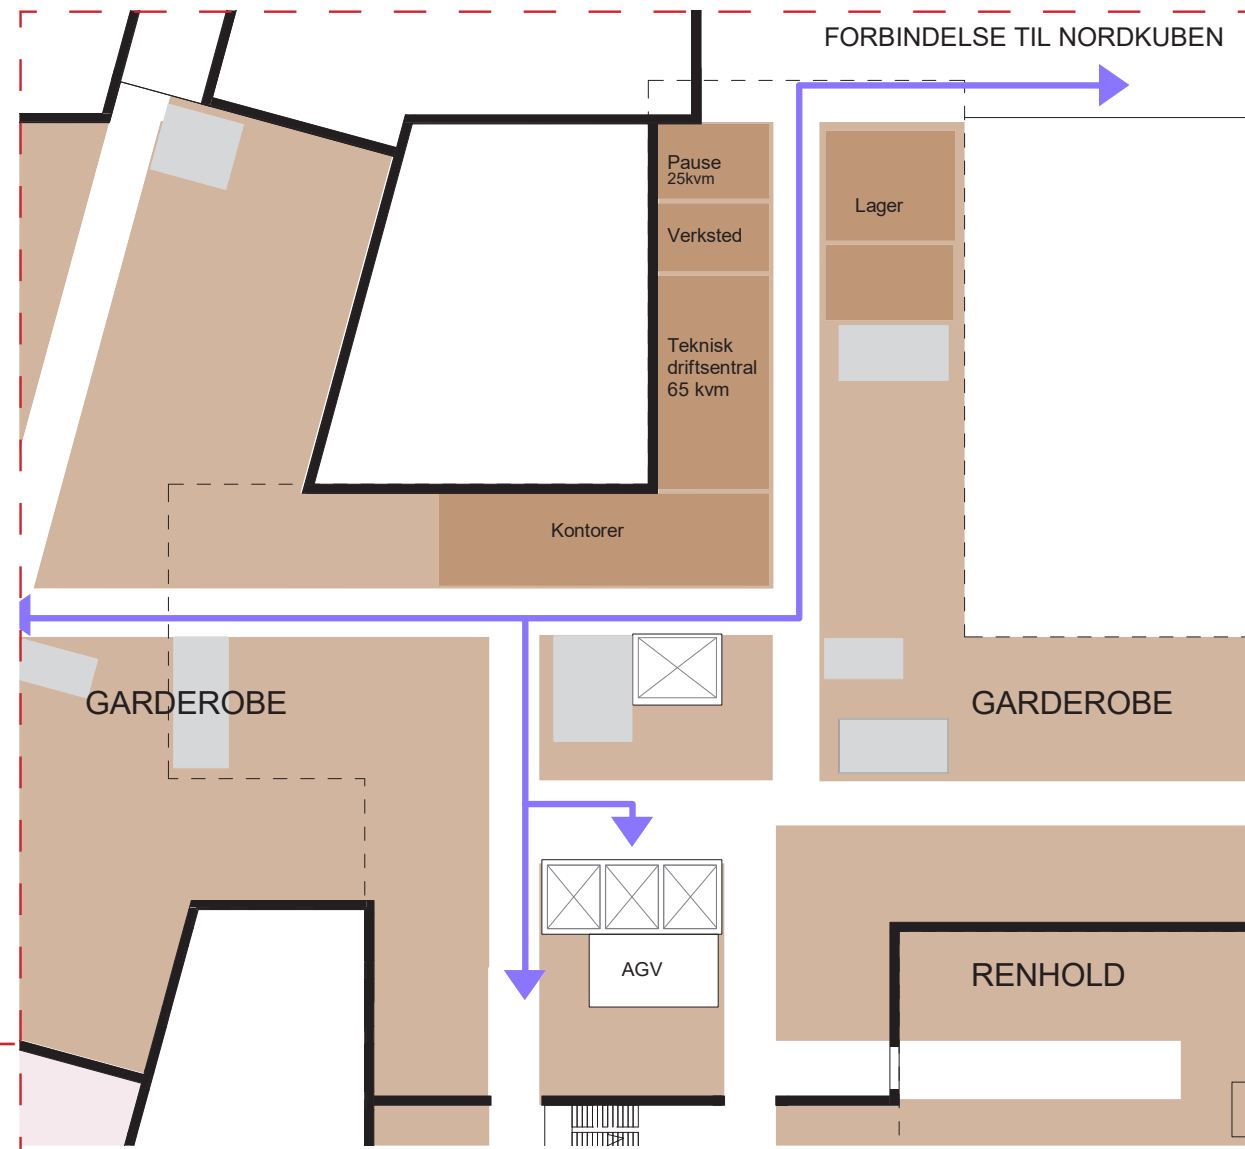 FORBINDELSE TIL NORDKUBEN
Pause
25kvm
Lager
Verksted
Teknisk
driftsentral
65 kvm
Kontorer
GARDEROBE
GARDEROBE
AGV
RENHOLD